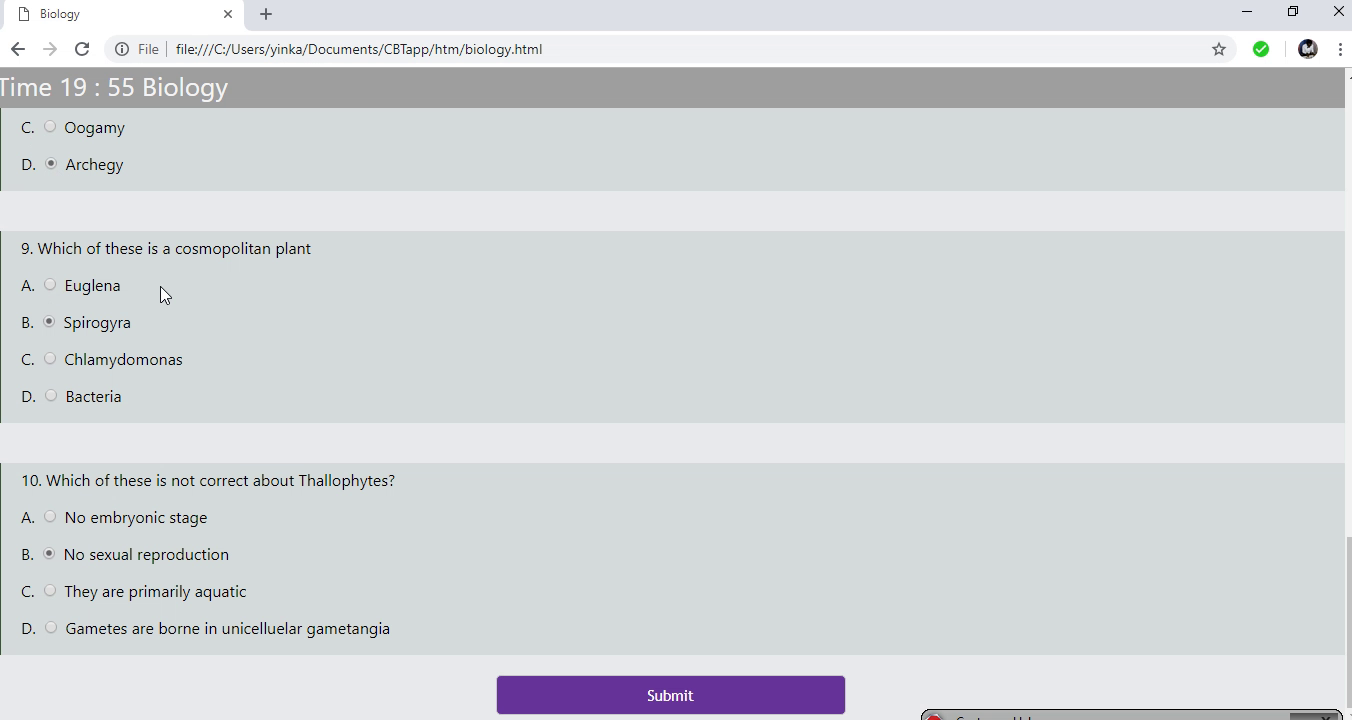 Biology
File
file:///C:/Users/yinka/Documents/CBTapp/htm/biology.html
Time 19 : 55 Biology
C. Oogamy
D. Archegy
9. Which of these is a cosmopolitan plant
A. Euglena
B. Spirogyra
C. Chlamydomonas
D. Bacteria
10. Which of these is not correct about Thallophytes?
A. No embryonic stage
B. No sexual reproduction
C. They are primarily aquatic
D. Gametes are borne in unicelluelar gametangia
Submit